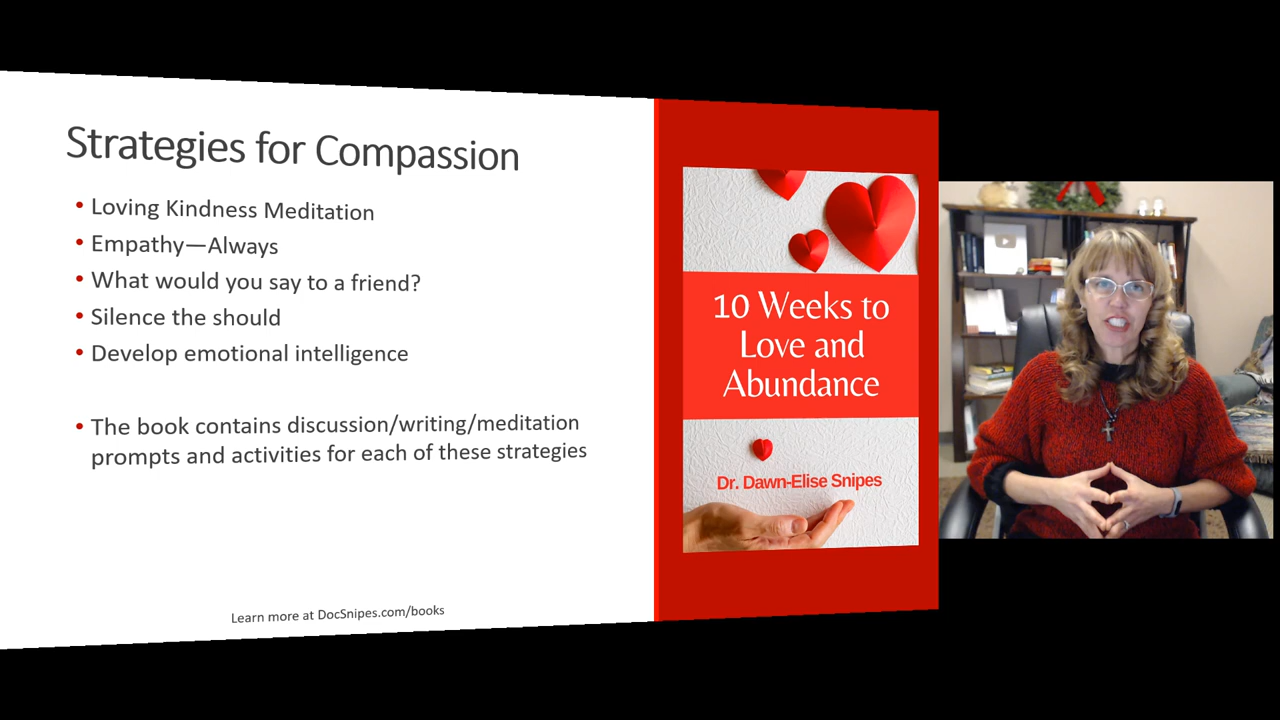 Strategies for Compassion
• Loving Kindness Meditation
• Empathy—Always
• What would you say to a friend?
• Silence the should
• Develop emotional intelligence
• The book contains discussion/writing/meditation
prompts and activities for each of these strategies
Learn more at DocSnipes.com/books
10 Weeks to
Love and
Abundance
Dr. Dawn-Elise Snipes